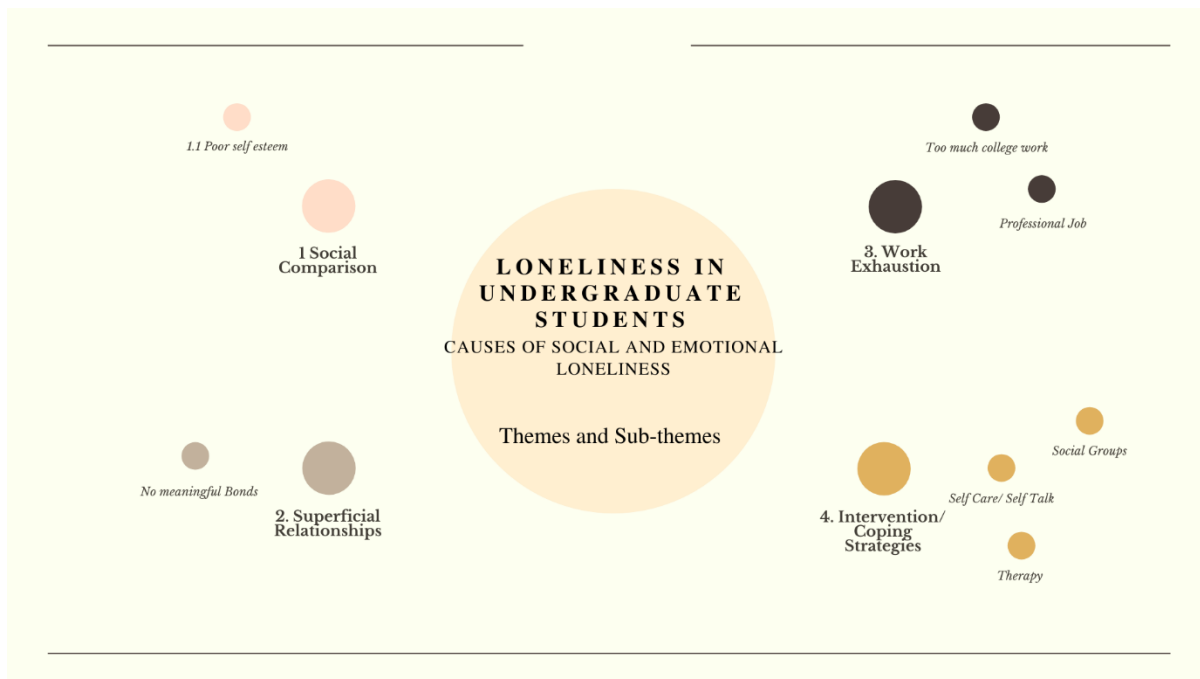 1.1 Poor self esteem
1 Social
Comparison
No meaningful Bonds
2. Superficial
Relationships
LONELINESS IN
UNDERGRADUATE
STUDENTS
CAUSES OF SOCIAL AND EMOTIONAL
LONELINESS
Themes and Sub-themes
Too much college work
Professional Job
3. Work
Exhaustion
Social Groups
Self Care/ Self Talk
4. Intervention/
Coping
Strategies
Therapy